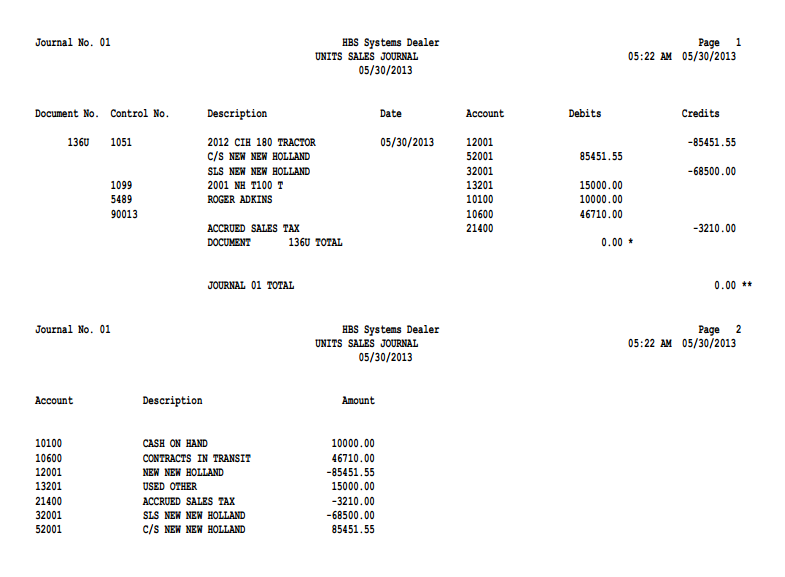 Journal No. 01 HBS Systems Dealer Page 1
UNITS SALES JOURNAL 05:22 AM 05/30/2013
05/30/2013
Document No. Control No. Description Date Account Debits Credits
136U 1051 2012 CIH 180 TRACTOR 05/30/2013 12001 -85451.55
C/S NEW NEW HOLLAND 52001 85451.55
SLS NEW NEW HOLLAND 32001 -68500.00
1099 2001 NH T100 T 13201 15000.00
5489 ROGER ADKINS 10100 10000.00
90013 10600 46710.00
ACCRUED SALES TAX 21400 -3210.00
DOCUMENT 136U TOTAL 0.00 *
JOURNAL 01 TOTAL 0.00 **
Journal No. 01 HBS Systems Dealer Page 2
UNITS SALES JOURNAL 05:22 AM 05/30/2013
05/30/2013
Account Description Amount
10100 CASH ON HAND 10000.00
10600 CONTRACTS IN TRANSIT 46710.00
12001 NEW NEW HOLLAND -85451.55
13201 USED OTHER 15000.00
21400 ACCRUED SALES TAX -3210.00
32001 SLS NEW NEW HOLLAND -68500.00
52001 C/S NEW NEW HOLLAND 85451.55